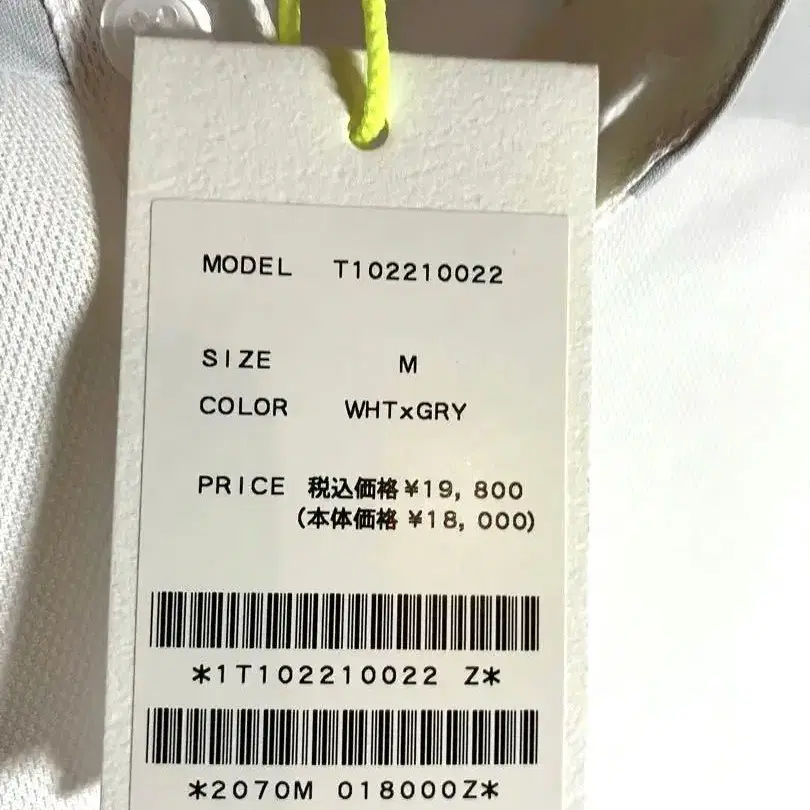 MODEL T102210022
SIZE M
COLOR WHTxGRY
PRICE 税込価格¥19,800
(本体価格 ¥18,000)
*1T102210022 Z*
*2070M 018000Z*